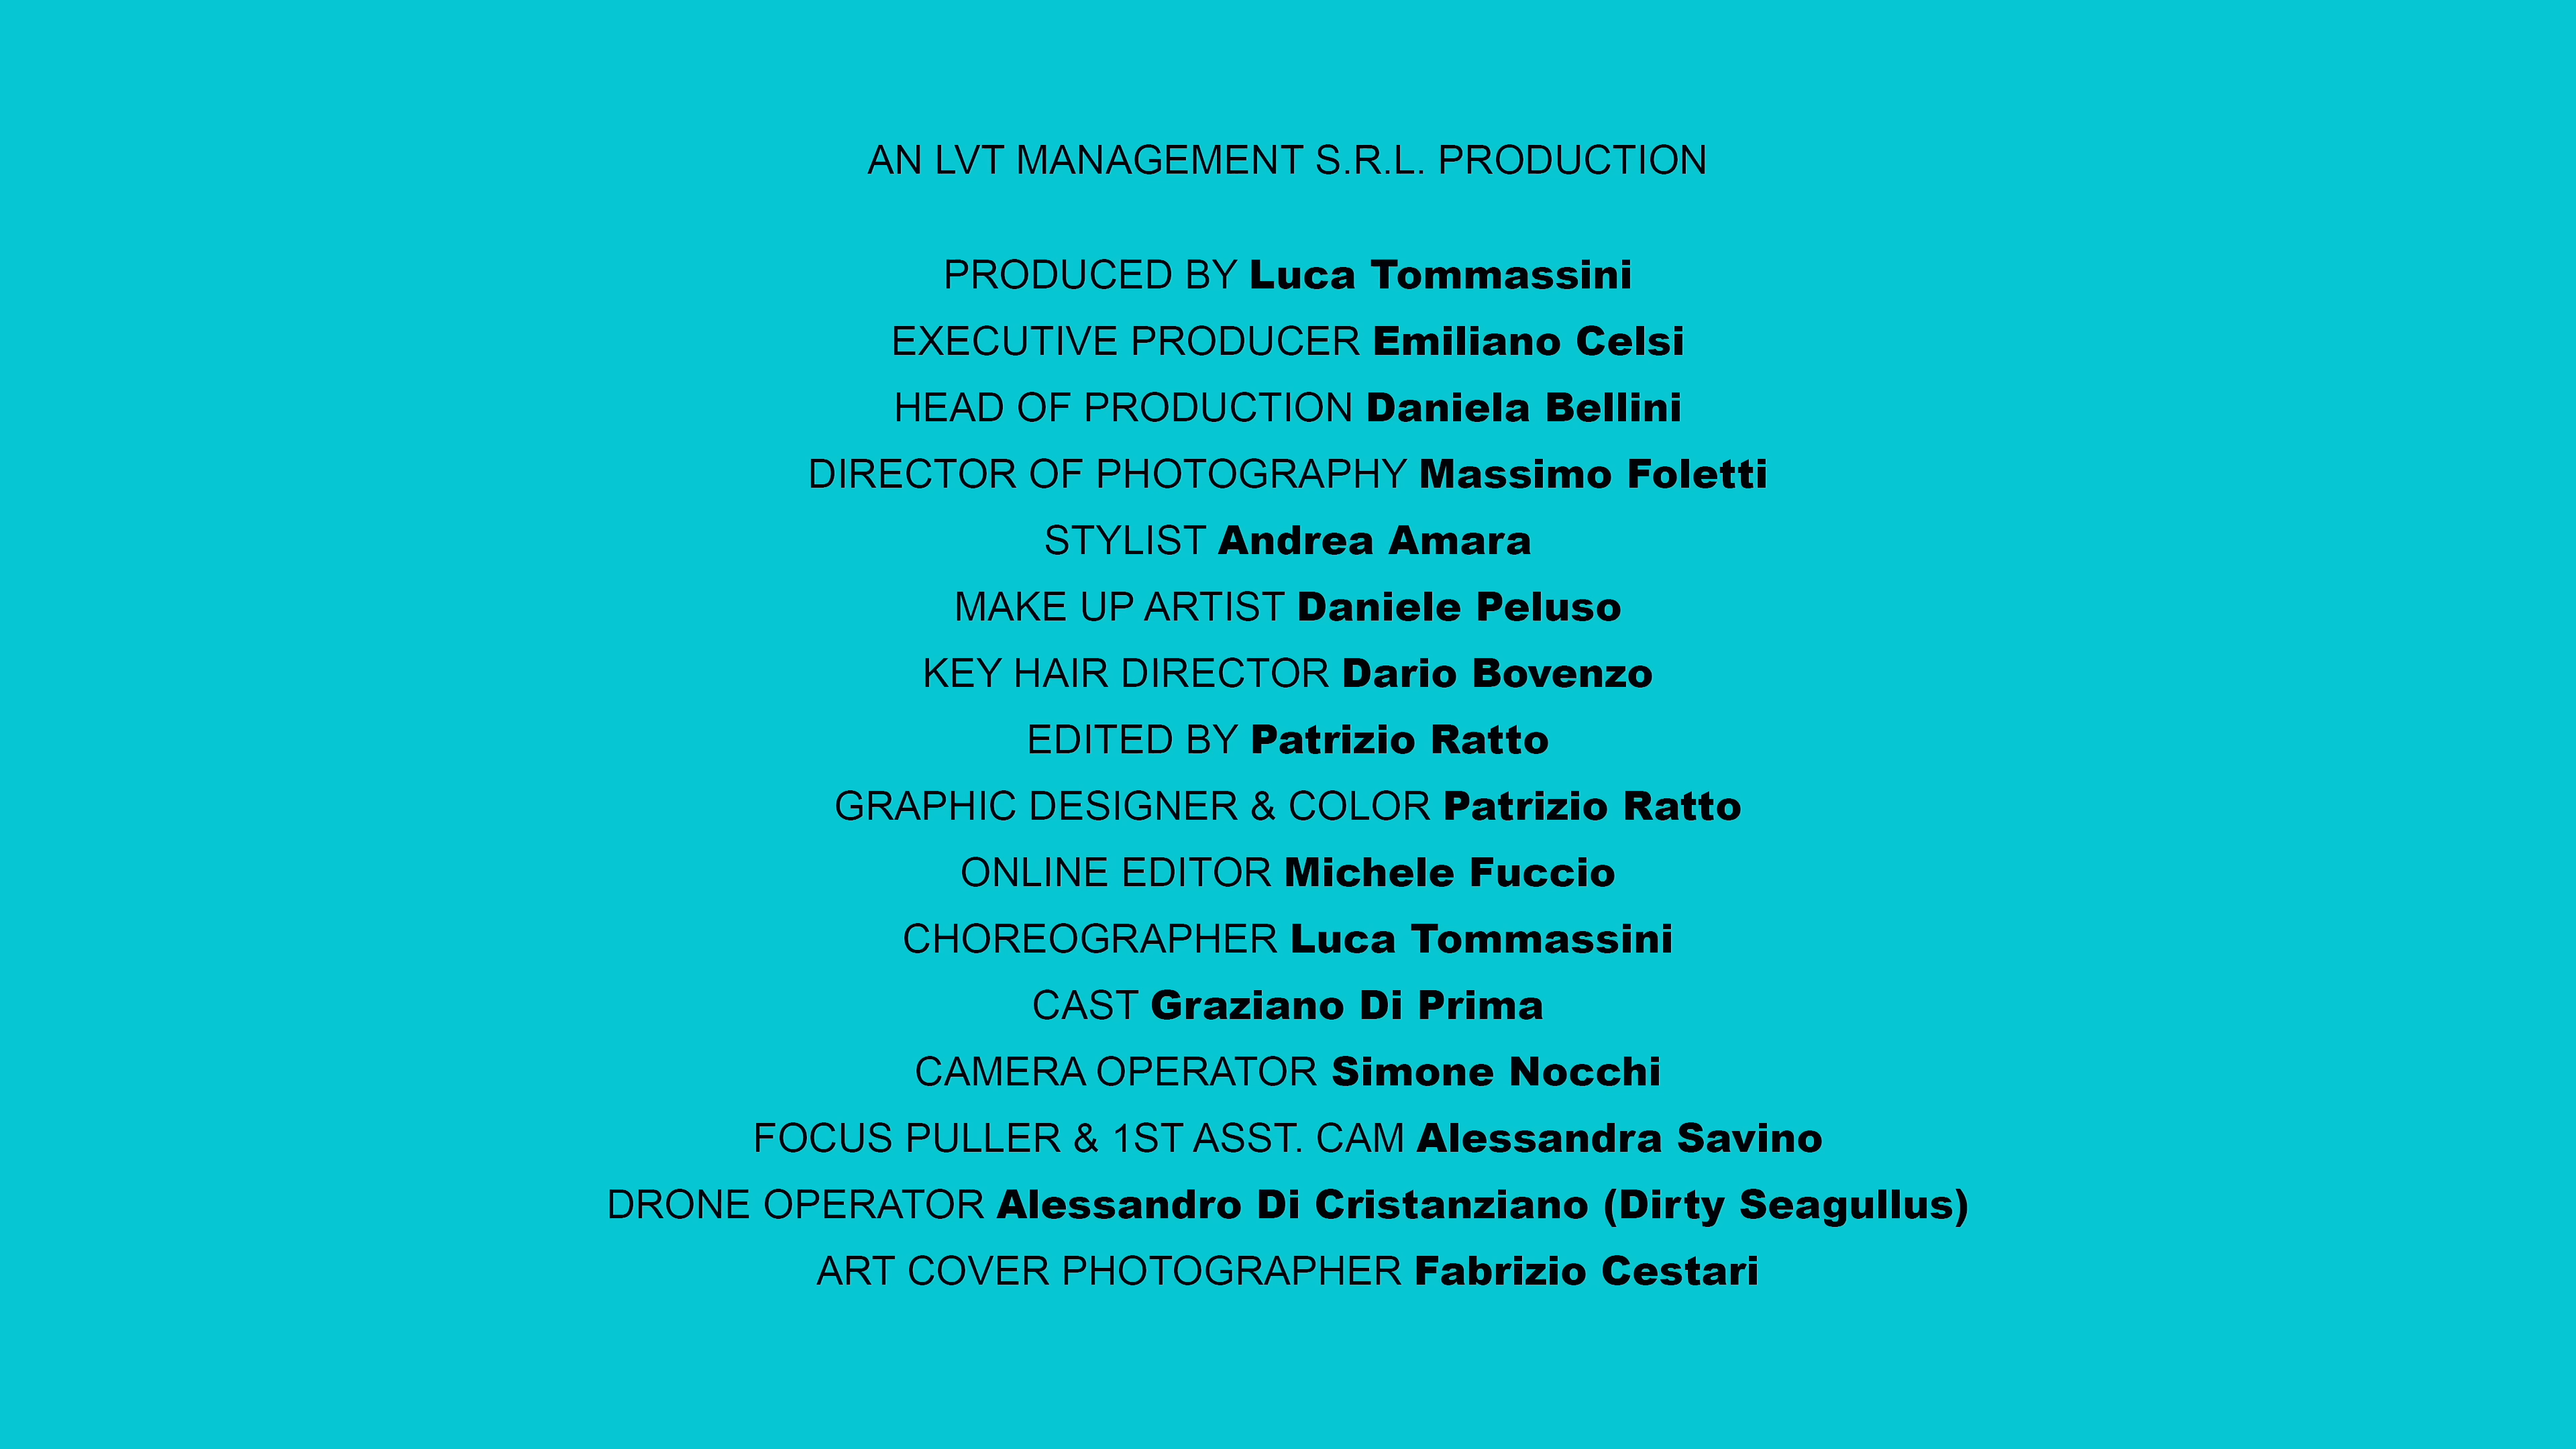 AN LVT MANAGEMENT S.R.L. PRODUCTION
PRODUCED BY Luca Tommassini
EXECUTIVE PRODUCER Emiliano Celsi
HEAD OF PRODUCTION Daniela Bellini
DIRECTOR OF PHOTOGRAPHY Massimo Foletti
STYLIST Andrea Amara
MAKE UP ARTIST Daniele Peluso
KEY HAIR DIRECTOR Dario Bovenzo
EDITED BY Patrizio Ratto
GRAPHIC DESIGNER & COLOR Patrizio Ratto
ONLINE EDITOR Michele Fuccio
CHOREOGRAPHER Luca Tommassini
CAST Graziano Di Prima
CAMERA OPERATOR Simone Nocchi
FOCUS PULLER & 1ST ASST. CAM Alessandra Savino
DRONE OPERATOR Alessandro Di Cristanziano (Dirty Seagullus)
ART COVER PHOTOGRAPHER Fabrizio Cestari